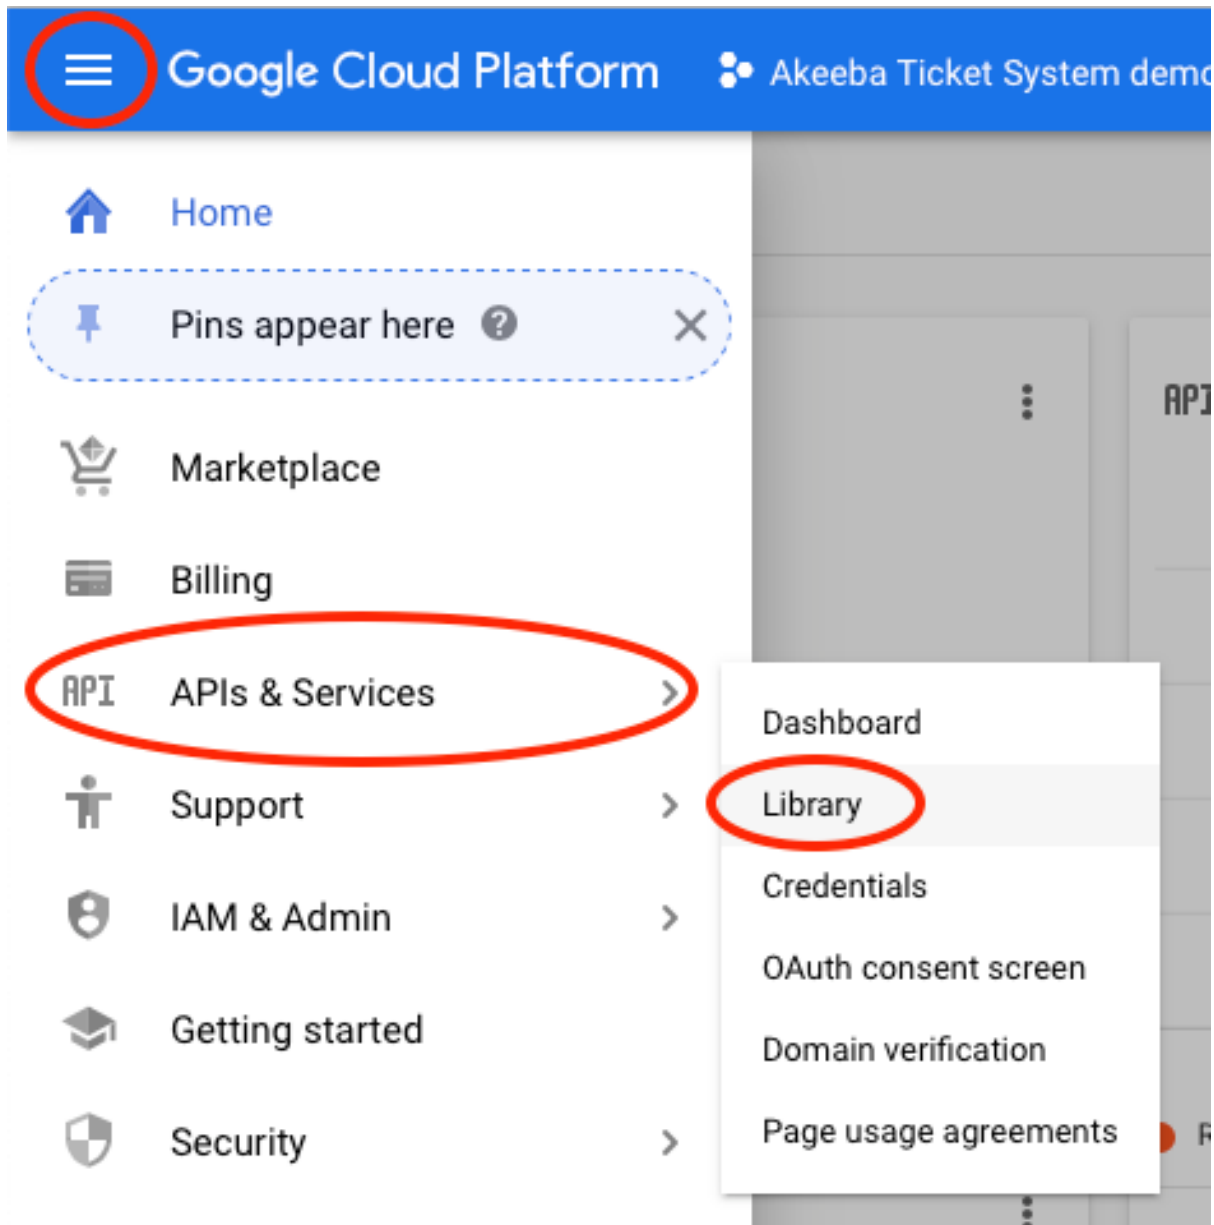 Google Cloud Platform
Akeeba Ticket System demo
Home
Pins appear here
Marketplace
API
Billing
API APIs & Services
Dashboard
Library
Support
Credentials
IAM & Admin
OAuth consent screen
Getting started
Domain verification
Security
Page usage agreements
R